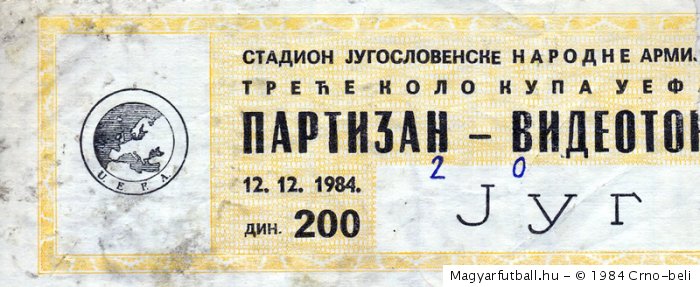 СТАДИОН ЈУГОСЛОВЕНСКЕ НАРОДНЕ АРМИ
ТРЕЋЕ КОЛО КУПА УЕФ
ПАРТИЗАН – ВИДЕОТО
2 0
12. 12. 1984.
ЈУГ
ДИН. 200
U.E.F.A.
Magyarfutball.hu - © 1984 Crno-beli